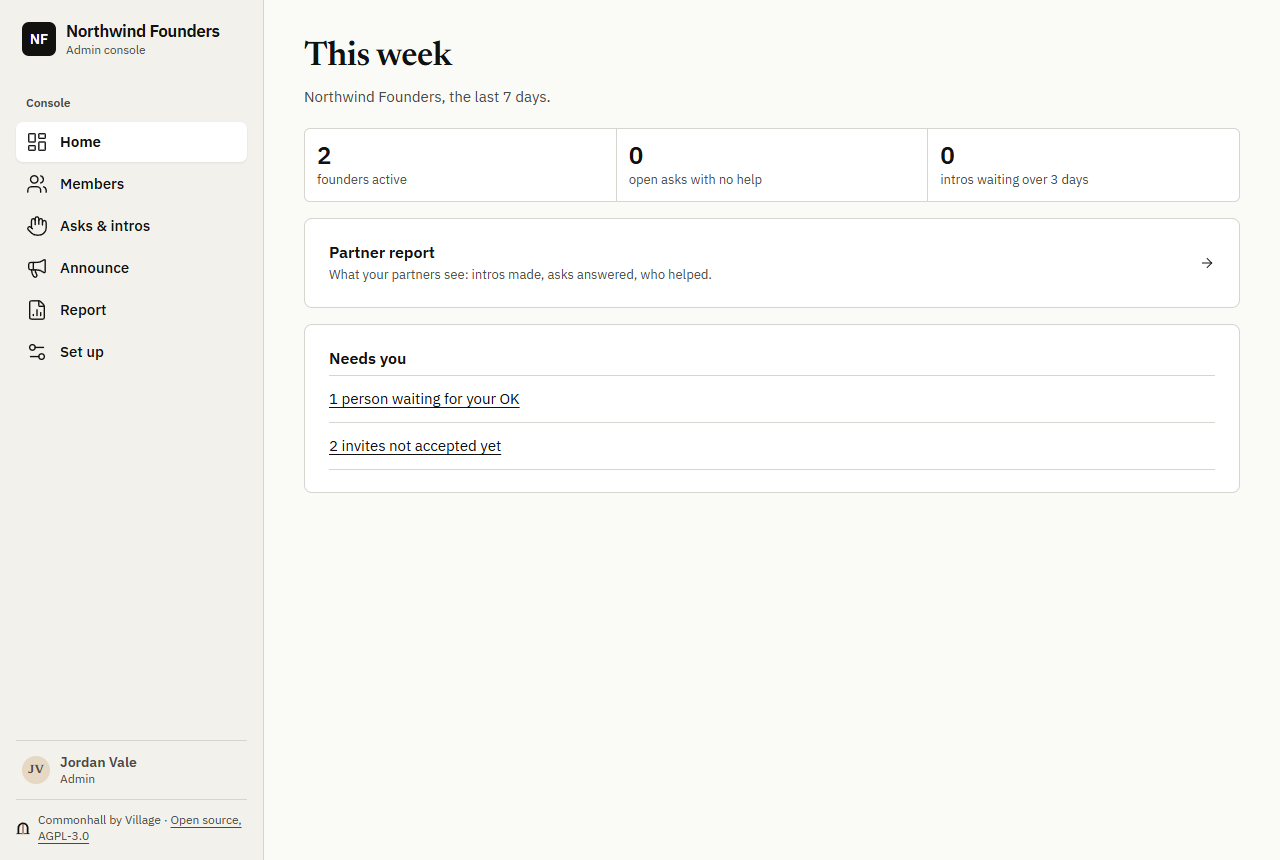 NF
Northwind Founders
Admin console
Console
Home
Members
Asks & intros
Announce
Report
Set up
JV
Jordan Vale
Admin
Commonhall by Village · Open source,
AGPL-3.0
This week
Northwind Founders, the last 7 days.
2
founders active
0
open asks with no help
0
intros waiting over 3 days
Partner report
What your partners see: intros made, asks answered, who helped.
Needs you
1 person waiting for your OK
2 invites not accepted yet